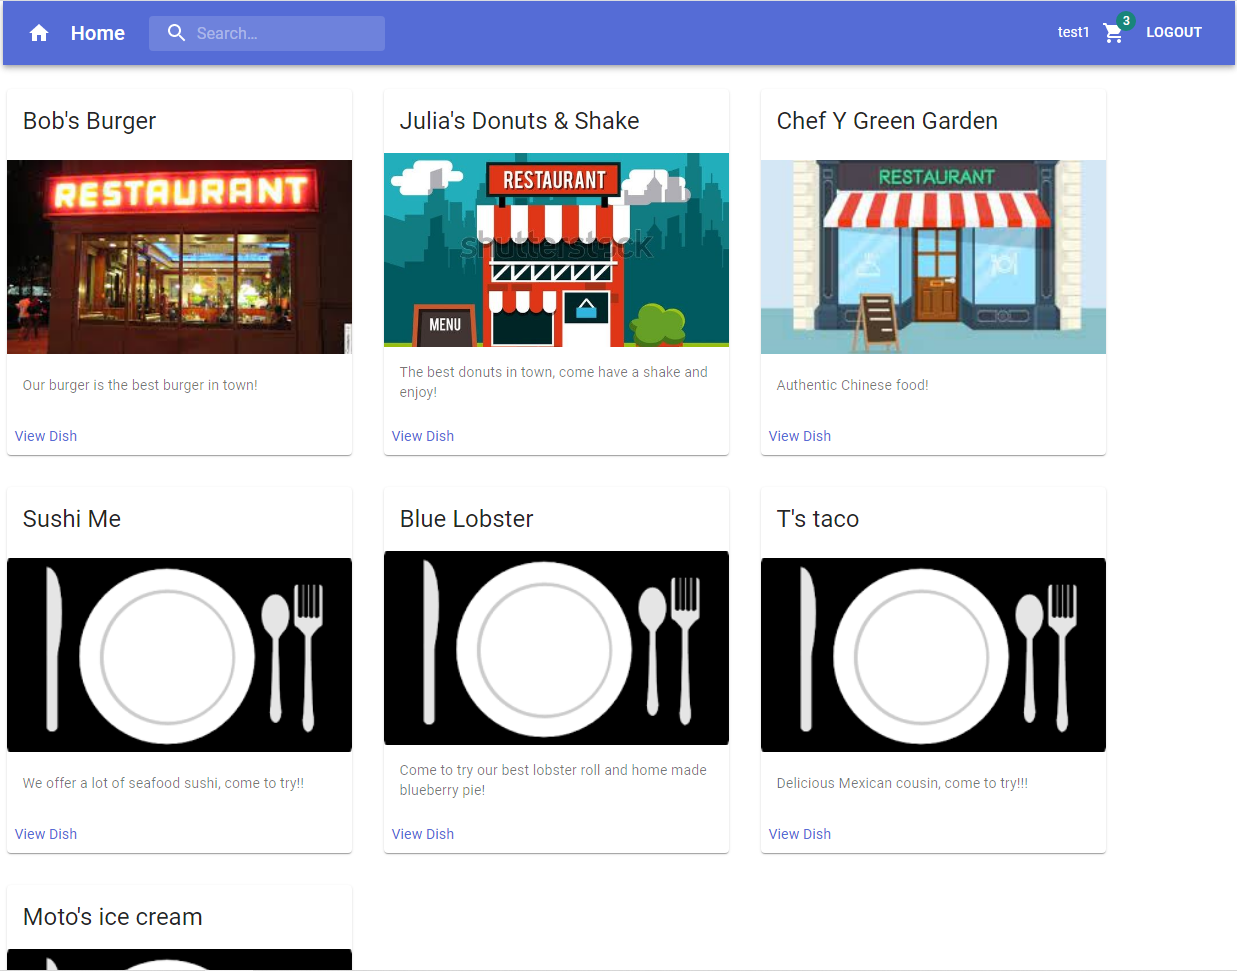 Home
Search...
test1
3
LOGOUT
Bob's Burger
Julia's Donuts & Shake
Chef Y Green Garden
RESTAURANT
RESTAURANT
shutterstock
MENU
RESTAURANT
Our burger is the best burger in town!
The best donuts in town, come have a shake and
enjoy!
Authentic Chinese food!
View Dish
View Dish
View Dish
Sushi Me
Blue Lobster
T's taco
We offer a lot of seafood sushi, come to try!!
Come to try our best lobster roll and home made
blueberry pie!
Delicious Mexican cousin, come to try!!!
View Dish
View Dish
View Dish
Moto's ice cream